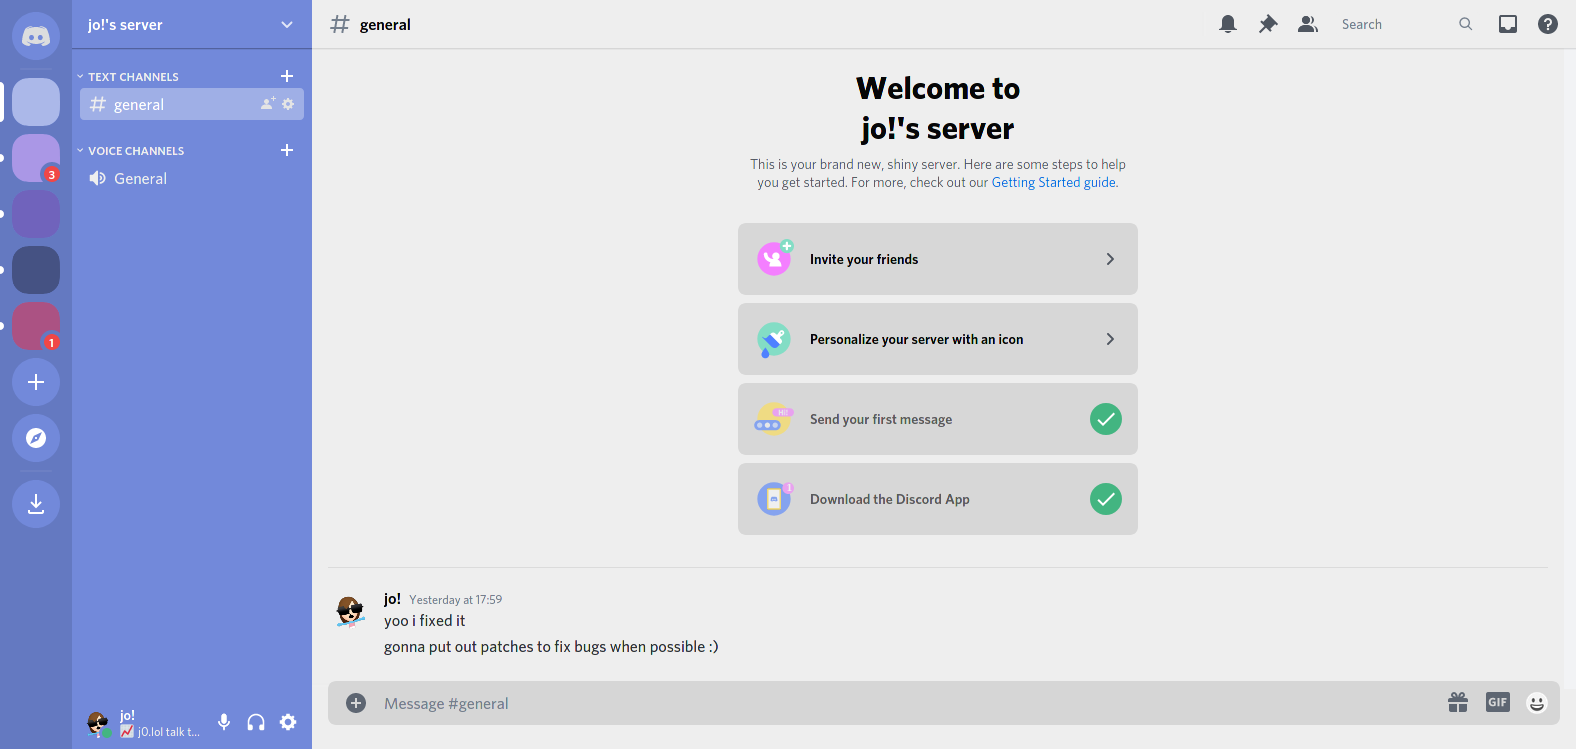 jo!'s server
TEXT CHANNELS
general
VOICE CHANNELS
General
3
1
jo!
j0.lol talk t...
general
Search
Welcome to
jo!'s server
This is your brand new, shiny server. Here are some steps to help
you get started. For more, check out our Getting Started guide.
Invite your friends
Personalize your server with an icon
HI!
Send your first message
1
Download the Discord App
jo! Yesterday at 17:59
yoo i fixed it
gonna put out patches to fix bugs when possible :)
Message #general
GIF